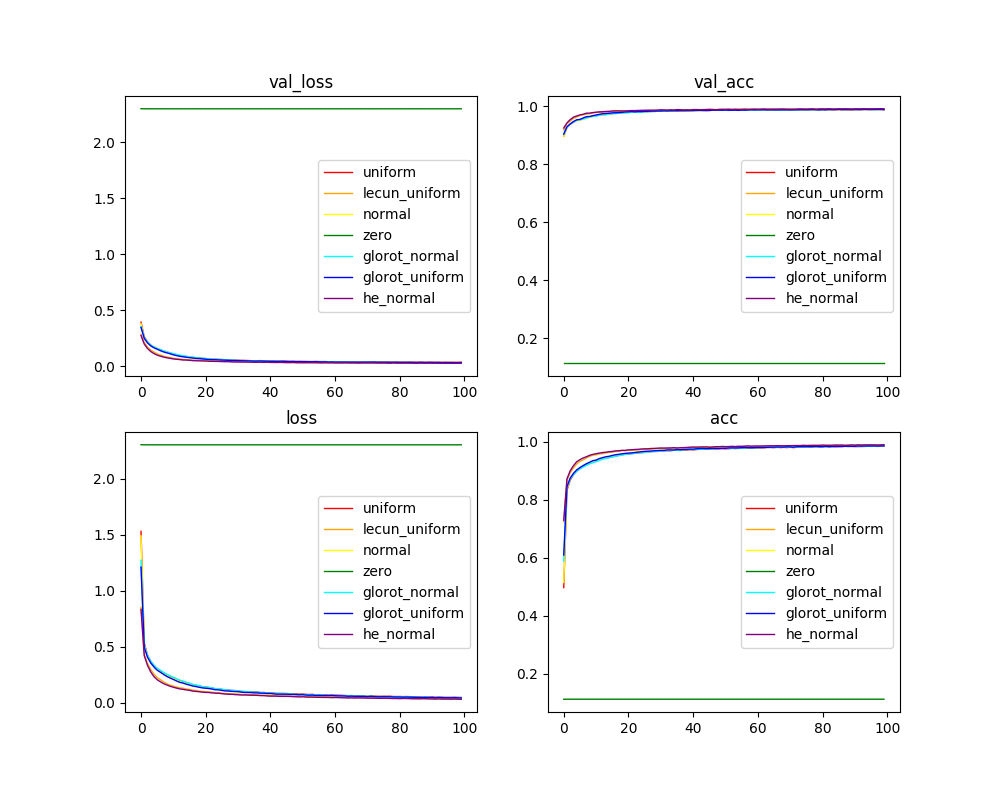 val_loss
2.0
1.5
1.0
0.5
0.0
uniform
lecun_uniform
normal
zero
glorot_normal
glorot_uniform
he_normal
0 20 40 60 80 100
val_acc
1.0
0.8
0.6
0.4
0.2
uniform
lecun_uniform
normal
zero
glorot_normal
glorot_uniform
he_normal
0 20 40 60 80 100
loss
2.0
1.5
1.0
0.5
0.0
uniform
lecun_uniform
normal
zero
glorot_normal
glorot_uniform
he_normal
0 20 40 60 80 100
acc
1.0
0.8
0.6
0.4
0.2
uniform
lecun_uniform
normal
zero
glorot_normal
glorot_uniform
he_normal
0 20 40 60 80 100